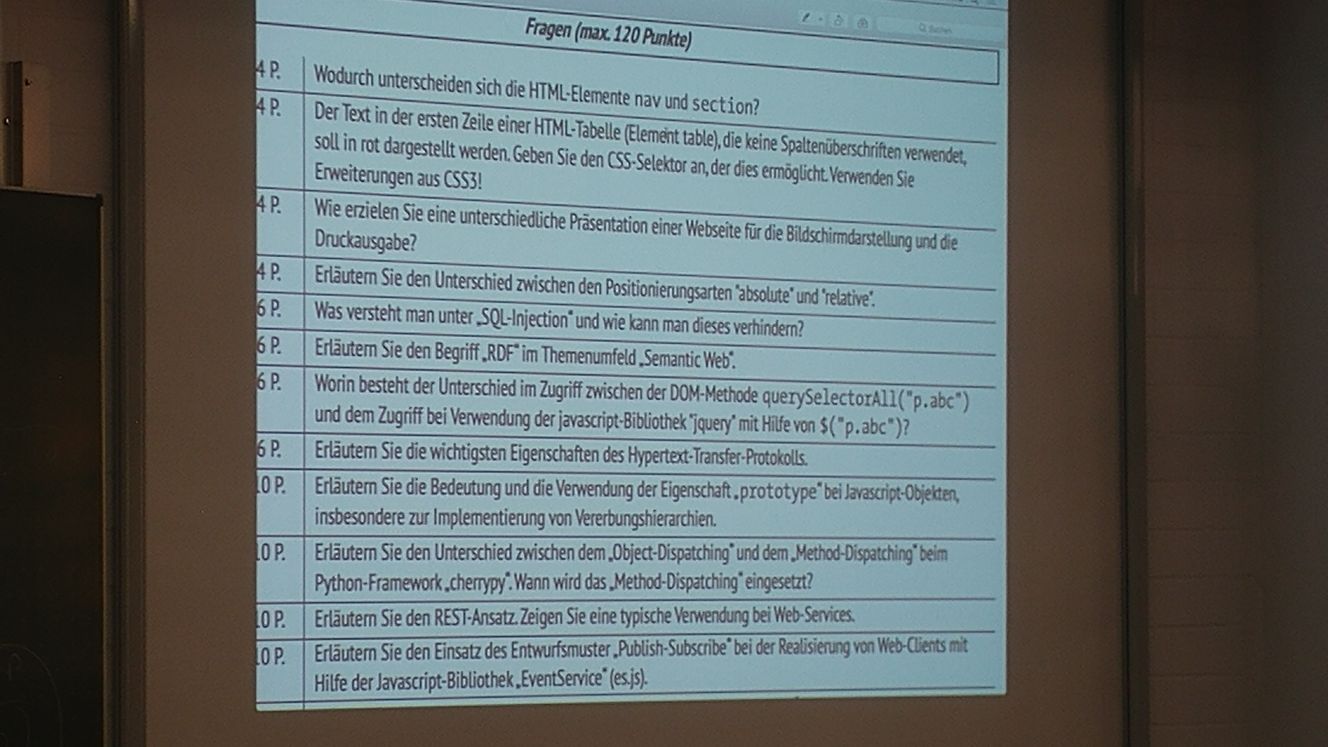 Suchen
Fragen (max. 120 Punkte)
4 P. Wodurch unterscheiden sich die HTML-Elemente nav und section?
4 P. Der Text in der ersten Zeile einer HTML-Tabelle (Element table), die keine Spaltenüberschriften verwendet,
soll in rot dargestellt werden. Geben Sie den CSS-Selektor an, der dies ermöglicht. Verwenden Sie
Erweiterungen aus CSS3!
4 P. Wie erzielen Sie eine unterschiedliche Präsentation einer Webseite für die Bildschirmdarstellung und die
Druckausgabe?
4 P. Erläutern Sie den Unterschied zwischen den Positionierungsarten "absolute" und "relative".
6 P. Was versteht man unter „SQL-Injection" und wie kann man dieses verhindern?
6 P. Erläutern Sie den Begriff „RDF" im Themenumfeld „Semantic Web".
6 P. Worin besteht der Unterschied im Zugriff zwischen der DOM-Methode querySelectorAll("p.abc")
und dem Zugriff bei Verwendung der javascript-Bibliothek "jquery" mit Hilfe von $("p.abc")?
6 P. Erläutern Sie die wichtigsten Eigenschaften des Hypertext-Transfer-Protokolls.
10 P. Erläutern Sie die Bedeutung und die Verwendung der Eigenschaft „prototype" bei Javascript-Objekten,
insbesondere zur Implementierung von Vererbungshierarchien.
10 P. Erläutern Sie den Unterschied zwischen dem „Object-Dispatching" und dem „Method-Dispatching" beim
Python-Framework „cherrypy". Wann wird das „Method-Dispatching" eingesetzt?
10 P. Erläutern Sie den REST-Ansatz. Zeigen Sie eine typische Verwendung bei Web-Services.
10 P. Erläutern Sie den Einsatz des Entwurfsmuster „Publish-Subscribe" bei der Realisierung von Web-Clients mit
Hilfe der Javascript-Bibliothek „EventService" (es.js).